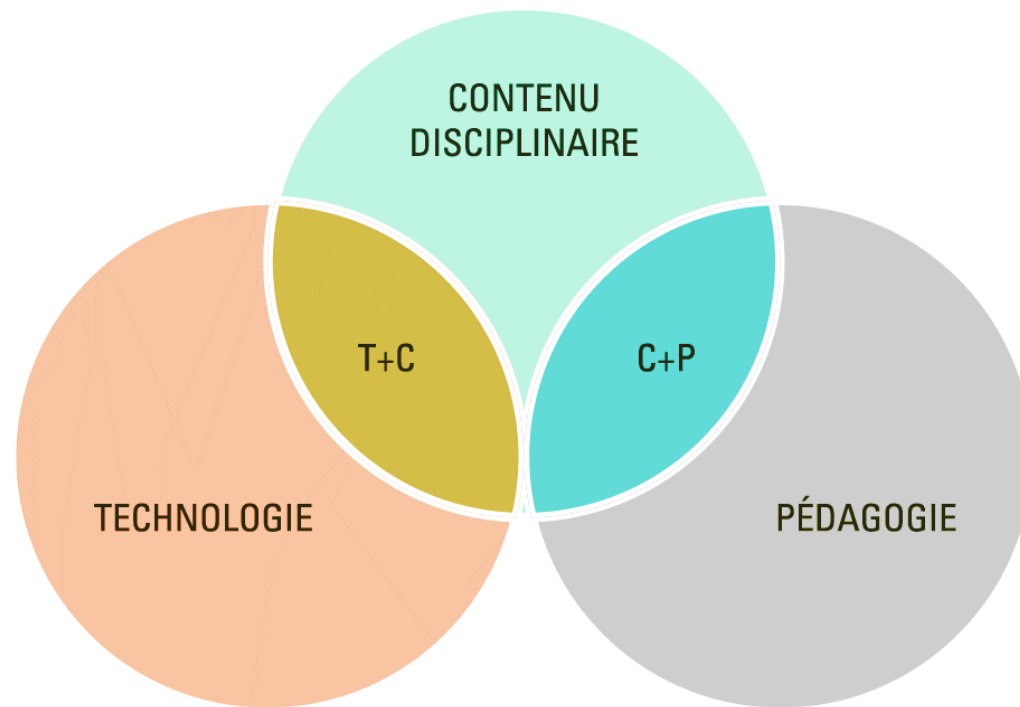 CONTENU
DISCIPLINAIRE
T+C
C+P
TECHNOLOGIE
PÉDAGOGIE